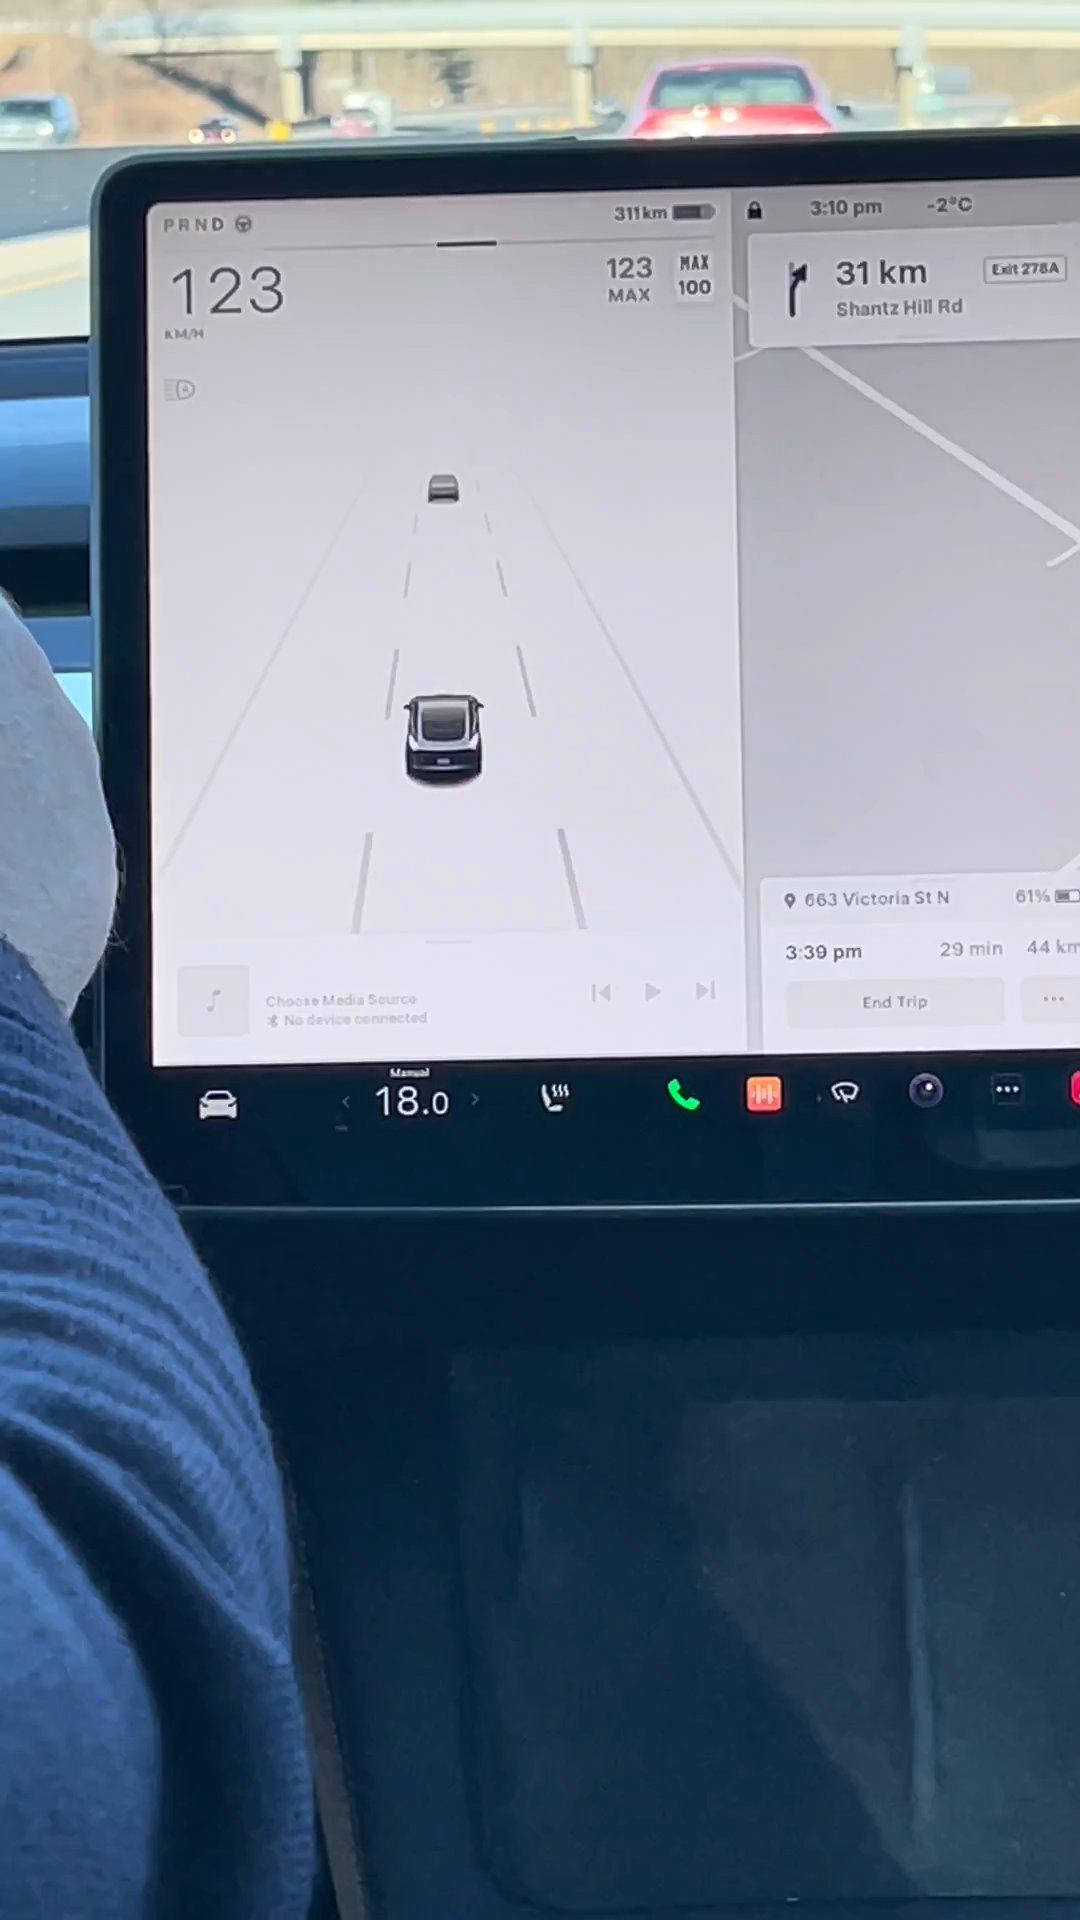 PRND
311km
123
KM/H
123
MAX
MAX
100
A
3:10 pm
-2°C
31 km
Exit 278A
Shantz Hill Rd
663 Victoria St N
61%
3:39 pm
29 min
44 km
End Trip
...
Choose Media Source
No device connected
Manual
18.0